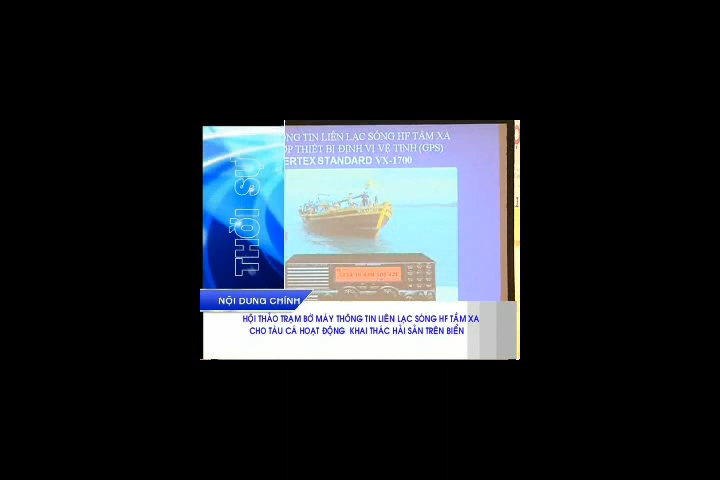 THỜI SỰ
TIN LIÊN LẠC SÓNG HF TẦM XA
THIẾT BỊ ĐỊNH VỊ VỆ TINH (GPS)
ERTEX STANDARD VX-1700
NỘI DUNG CHÍNH
HỘI THẢO TRẠM BỜ MÁY THÔNG TIN LIÊN LẠC SÓNG HF TẦM XA
CHO TÀU CÁ HOẠT ĐỘNG KHAI THÁC HẢI SẢN TRÊN BIỂN